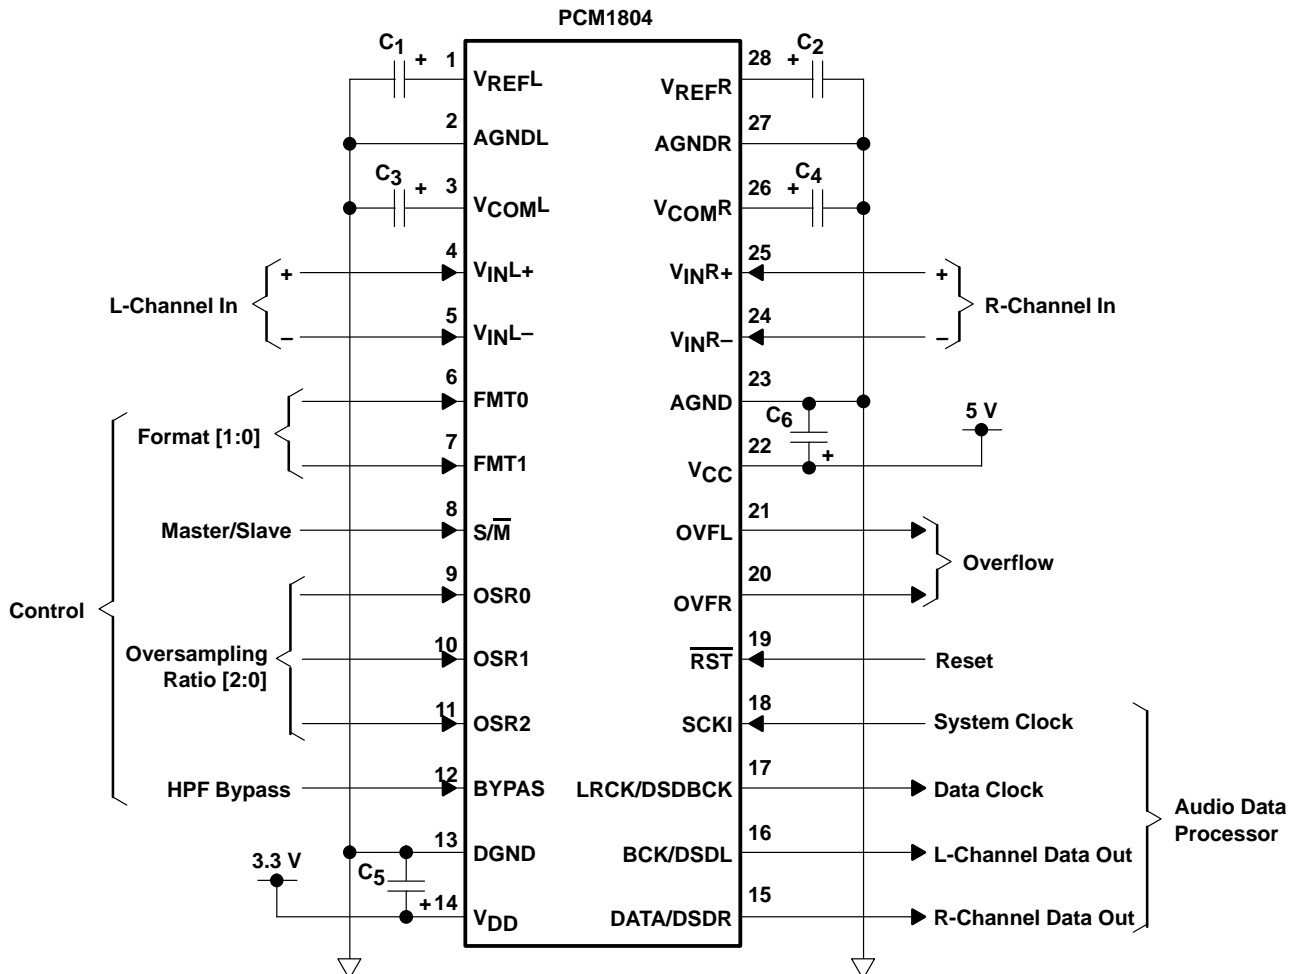 PCM1804
C1
+
1
VREFL
2
AGNDL
C3
+
3
VCOML
4
+
VINL+
L-Channel In
5
–
VINL–
6
FMT0
Format [1:0]
7
FMT1
8
Master/Slave
S/M̅
9
OSR0
Control
Oversampling
Ratio [2:0]
10
OSR1
11
OSR2
12
HPF Bypass
BYPAS
13
DGND
3.3 V
C5
+
14
VDD
28
+
C2
VREFR
27
AGNDR
26
+
C4
VCOMR
25
VINR+
+
R-Channel In
24
VINR–
–
23
AGND
C6
+
5 V
22
VCC
21
OVFL
Overflow
20
OVFR
19
R̅S̅T̅
Reset
18
SCKI
System Clock
17
LRCK/DSDBCK
Data Clock
Audio Data
Processor
16
BCK/DSDL
L-Channel Data Out
15
DATA/DSDR
R-Channel Data Out